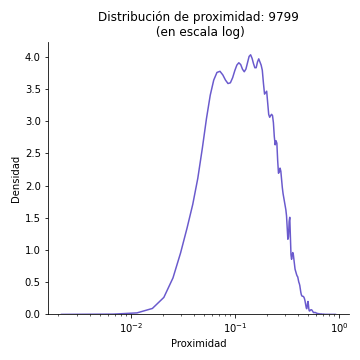 Distribución de proximidad: 9799
(en escala log)
Densidad
4.0
3.5
3.0
2.5
2.0
1.5
1.0
0.5
0.0
10⁻² 10⁻¹ 10⁰
Proximidad